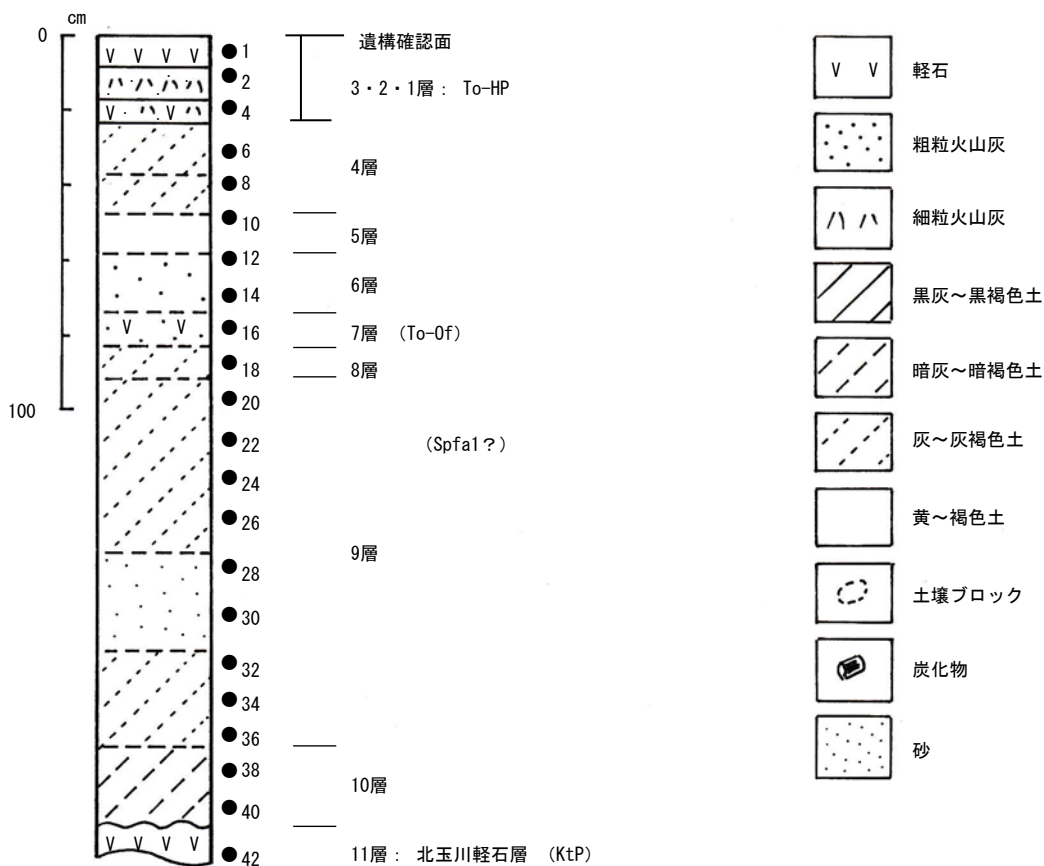 cm
0
100
1
2
4
6
8
10
12
14
16
18
20
22
24
26
28
30
32
34
36
38
40
42
遺構確認面
3・2・1層： To-HP
4層
5層
6層
7層 （To-Of）
8層
（Spfa1？）
9層
10層
11層： 北玉川軽石層 （KtP）
軽石
粗粒火山灰
細粒火山灰
黒灰～黒褐色土
暗灰～暗褐色土
灰～灰褐色土
黄～褐色土
土壌ブロック
炭化物
砂